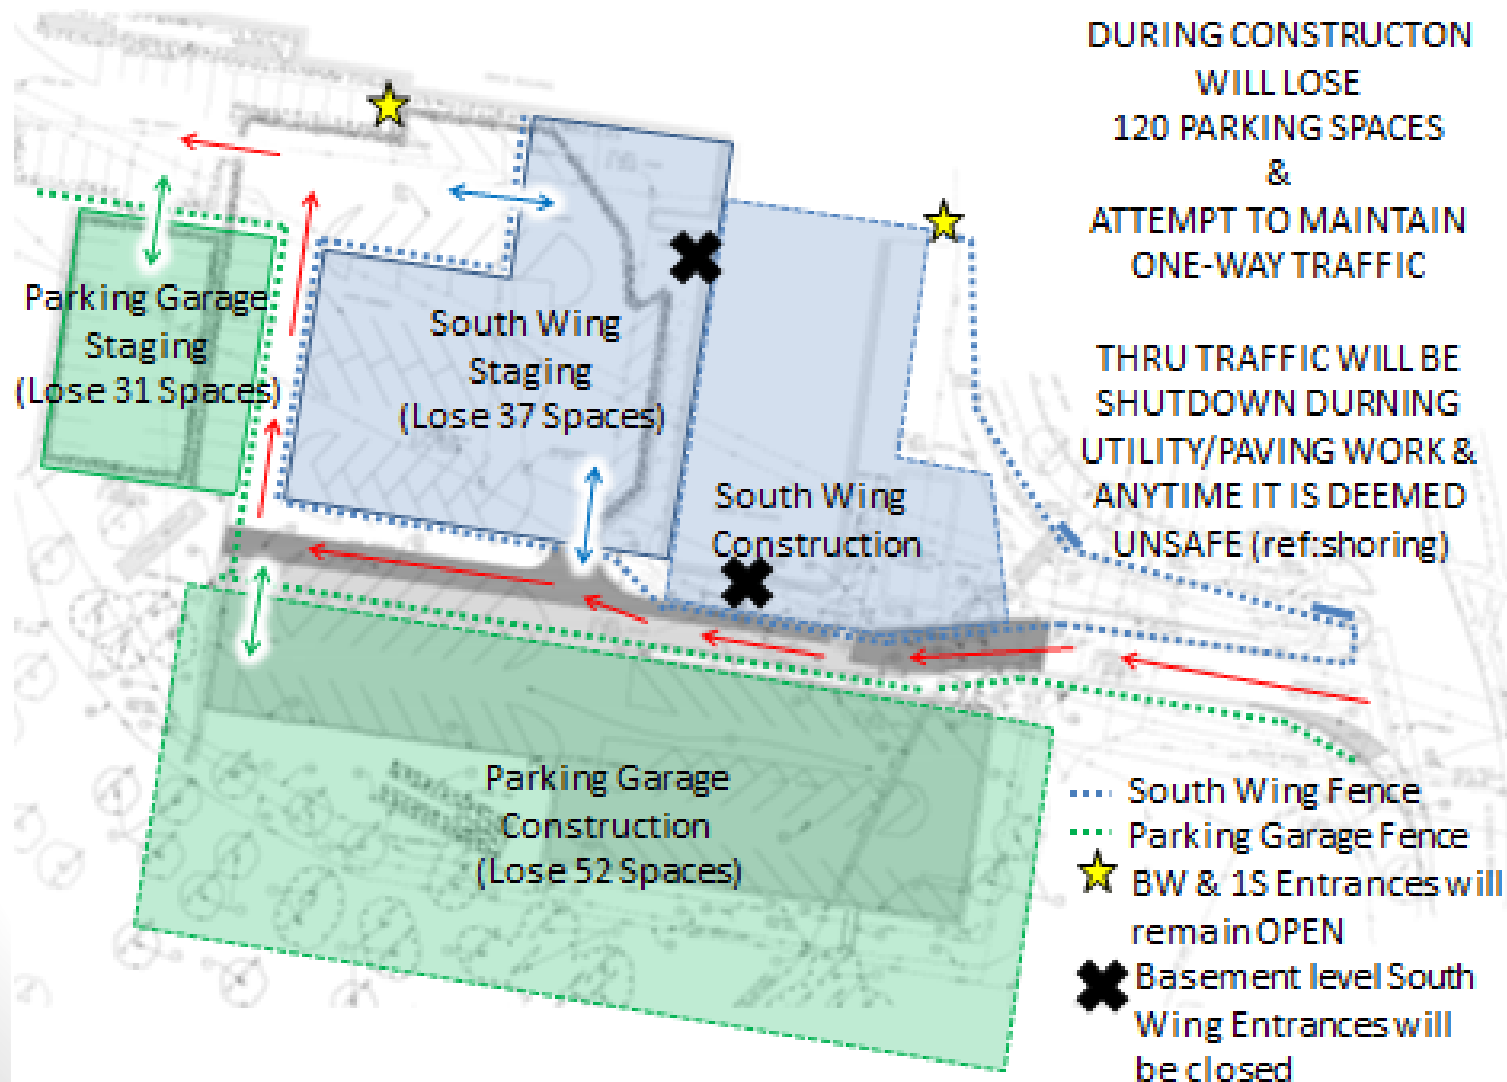 DURING CONSTRUCTON
WILL LOSE
120 PARKING SPACES
&
ATTEMPT TO MAINTAIN
ONE-WAY TRAFFIC
THRU TRAFFIC WILL BE
SHUTDOWN DURNING
UTILITY/PAVING WORK &
ANYTIME IT IS DEEMED
UNSAFE (ref:shoring)
Parking Garage
Staging
(Lose 31 Spaces)
South Wing
Staging
(Lose 37 Spaces)
South Wing
Construction
Parking Garage
Construction
(Lose 52 Spaces)
South Wing Fence
Parking Garage Fence
BW & 1S Entrances will
remain OPEN
Basement level South
Wing Entrances will
be closed